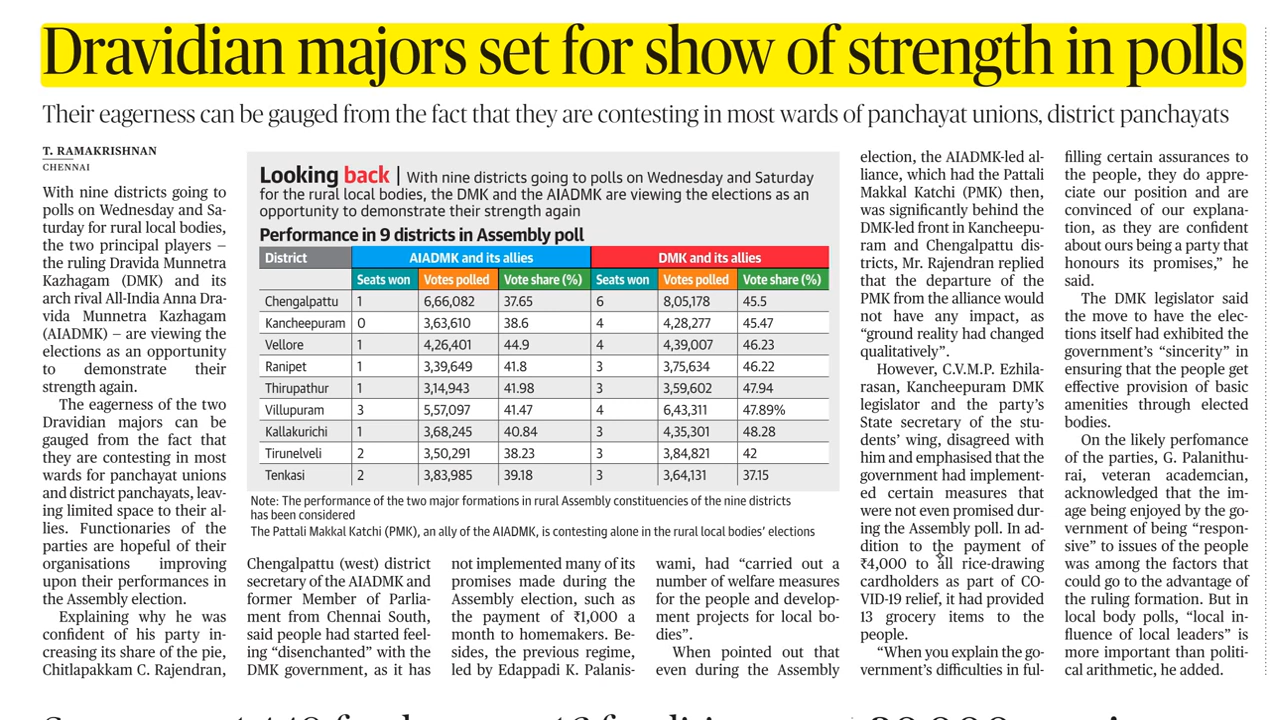 Dravidian majors set for show of strength in polls
Their eagerness can be gauged from the fact that they are contesting in most wards of panchayat unions, district panchayats
T. RAMAKRISHNAN
CHENNAI
With nine districts going to
polls on Wednesday and Sa-
turday for rural local bodies,
the two principal players –
the ruling Dravida Munnetra
Kazhagam (DMK) and its
arch rival All-India Anna Dra-
vida Munnetra Kazhagam
(AIADMK) – are viewing the
elections as an opportunity
to demonstrate their
strength again.
The eagerness of the two
Dravidian majors can be
gauged from the fact that
they are contesting in most
wards for panchayat unions
and district panchayats, leav-
ing limited space to their al-
lies. Functionaries of the
parties are hopeful of their
organisations improving
upon their performances in
the Assembly election.
Explaining why he was
confident of his party in-
creasing its share of the pie,
Chitlapakkam C. Rajendran,
Looking back | With nine districts going to polls on Wednesday and Saturday
for the rural local bodies, the DMK and the AIADMK are viewing the elections as an
opportunity to demonstrate their strength again
Performance in 9 districts in Assembly poll
District AIADMK and its allies DMK and its allies
Seats won Votes polled Vote share (%) Seats won Votes polled Vote share (%)
Chengalpattu 1 6,66,082 37.65 6 8,05,178 45.5
Kancheepuram 0 3,63,610 38.6 4 4,28,277 45.47
Vellore 1 4,26,401 44.9 4 4,39,007 46.23
Ranipet 1 3,39,649 41.8 3 3,75,634 46.22
Thirupathur 1 3,14,943 41.98 3 3,59,602 47.94
Villupuram 3 5,57,097 41.47 4 6,43,311 47.89%
Kallakurichi 1 3,68,245 40.84 3 4,35,301 48.28
Tirunelveli 2 3,50,291 38.23 3 3,84,821 42
Tenkasi 2 3,83,985 39.18 3 3,64,131 37.15
Note: The performance of the two major formations in rural Assembly constituencies of the nine districts
has been considered
The Pattali Makkal Katchi (PMK), an ally of the AIADMK, is contesting alone in the rural local bodies' elections
Chengalpattu (west) district
secretary of the AIADMK and
former Member of Parlia-
ment from Chennai South,
said people had started feel-
ing “disenchanted” with the
DMK government, as it has
not implemented many of its
promises made during the
Assembly election, such as
the payment of ₹1,000 a
month to homemakers. Be-
sides, the previous regime,
led by Edappadi K. Palanis-
wami, had “carried out a
number of welfare measures
for the people and develop-
ment projects for local bo-
dies”.
When pointed out that
even during the Assembly
election, the AIADMK-led al-
liance, which had the Pattali
Makkal Katchi (PMK) then,
was significantly behind the
DMK-led front in Kancheepu-
ram and Chengalpattu dis-
tricts, Mr. Rajendran replied
that the departure of the
PMK from the alliance would
not have any impact, as
“ground reality had changed
qualitatively”.
However, C.V.M.P. Ezhila-
rasan, Kancheepuram DMK
legislator and the party's
State secretary of the stu-
dents' wing, disagreed with
him and emphasised that the
government had implement-
ed certain measures that
were not even promised dur-
ing the Assembly poll. In ad-
dition to the payment of
₹4,000 to all rice-drawing
cardholders as part of CO-
VID-19 relief, it had provided
13 grocery items to the
people.
“When you explain the go-
vernment's difficulties in ful-
filling certain assurances to
the people, they do appre-
ciate our position and are
convinced of our explana-
tion, as they are confident
about ours being a party that
honours its promises,” he
said.
The DMK legislator said
the move to have the elec-
tions itself had exhibited the
government's “sincerity” in
ensuring that the people get
effective provision of basic
amenities through elected
bodies.
On the likely perfomance
of the parties, G. Palanithu-
rai, veteran academcian,
acknowledged that the im-
age being enjoyed by the go-
vernment of being “respon-
sive” to issues of the people
was among the factors that
could go to the advantage of
the ruling formation. But in
local body polls, “local in-
fluence of local leaders” is
more important than politi-
cal arithmetic, he added.